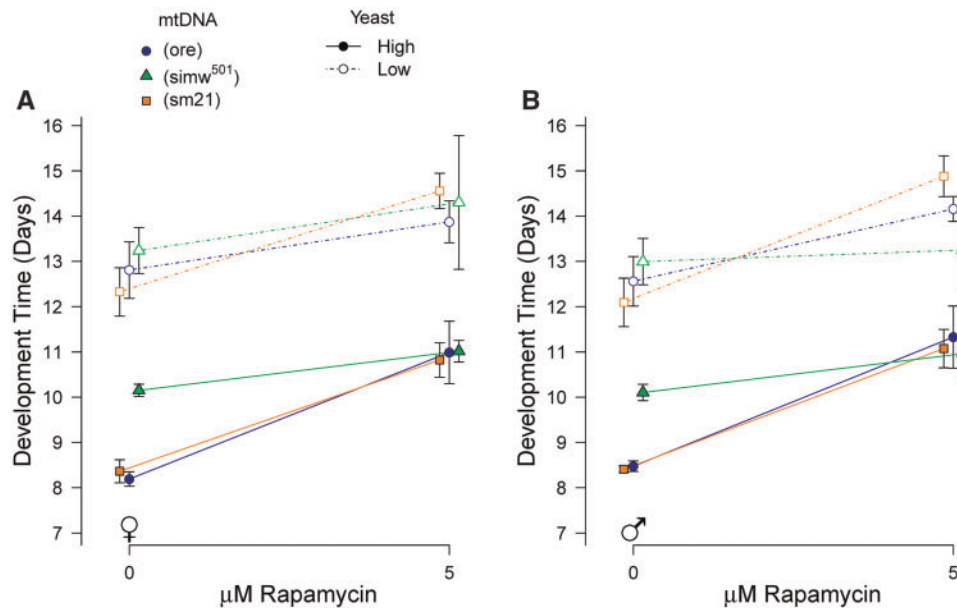 mtDNA
Yeast
(ore)
High
(simw501)
Low
(sm21)
A
B
Development Time (Days)
16
15
14
13
12
11
10
9
8
7
♀
0
5
μM Rapamycin
Development Time (Days)
16
15
14
13
12
11
10
9
8
7
♂
0
5
μM Rapamycin